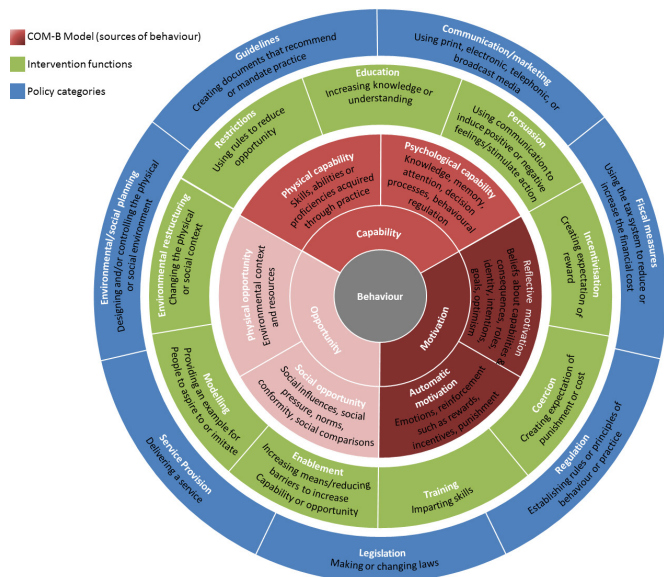 COM-B Model (sources of behaviour)
Intervention functions
Policy categories
Guidelines
Creating documents that recommend
or mandate practice
Communication/marketing
Using print, electronic, telephonic, or
broadcast media
Fiscal measures
Using the tax system to reduce or
increase the financial cost
Regulation
Establishing rules or principles of
behaviour or practice
Legislation
Making or changing laws
Service Provision
Delivering a service
Environmental/social planning
Designing and/or controlling the physical
or social environment
Education
Increasing knowledge or
understanding
Persuasion
Using communication to
induce positive or negative
feelings/stimulate action
Incentivisation
Creating expectation of
reward
Coercion
Creating expectation of
punishment or cost
Training
Imparting skills
Enablement
Increasing means/reducing
barriers to increase
Capability or opportunity
Modelling
Providing an example for
People to aspire to or imitate
Environmental restructuring
Changing the physical
or social context
Restrictions
Using rules to reduce
opportunity
Physical capability
Skills, abilities or
proficiencies acquired
through practice
Psychological capability
Knowledge, memory,
attention, decision
processes, behavioural
regulation
Reflective motivation
Beliefs about capabilities &
consequences, roles,
identity, intentions,
goals, optimism
Automatic
motivation
Emotions, reinforcement
such as rewards,
incentives, punishment
Social opportunity
Social influences, social
pressure, norms,
conformity, social comparisons
Physical opportunity
Environmental context
and resources
Capability
Motivation
Opportunity
Behaviour